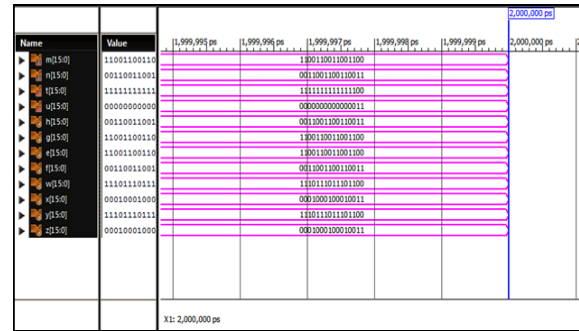 2,000,000 ps
Name Value 1,999,995 ps 1,999,996 ps 1,999,997 ps 1,999,998 ps 1,999,999 ps 2,000,000 ps 2
m[15:0] 11001100110 1100110011001100
n[15:0] 00110011001 0011001100110011
t[15:0] 11111111111 1111111111111100
u[15:0] 00000000000 0000000000000011
h[15:0] 00110011001 0011001100110011
g[15:0] 11001100110 1100110011001100
e[15:0] 11001100110 1100110011001100
f[15:0] 00110011001 0011001100110011
w[15:0] 11101110111 1110111011101100
x[15:0] 00010001000 0001000100010011
y[15:0] 11101110111 1110111011101100
z[15:0] 00010001000 0001000100010011
X1: 2,000,000 ps